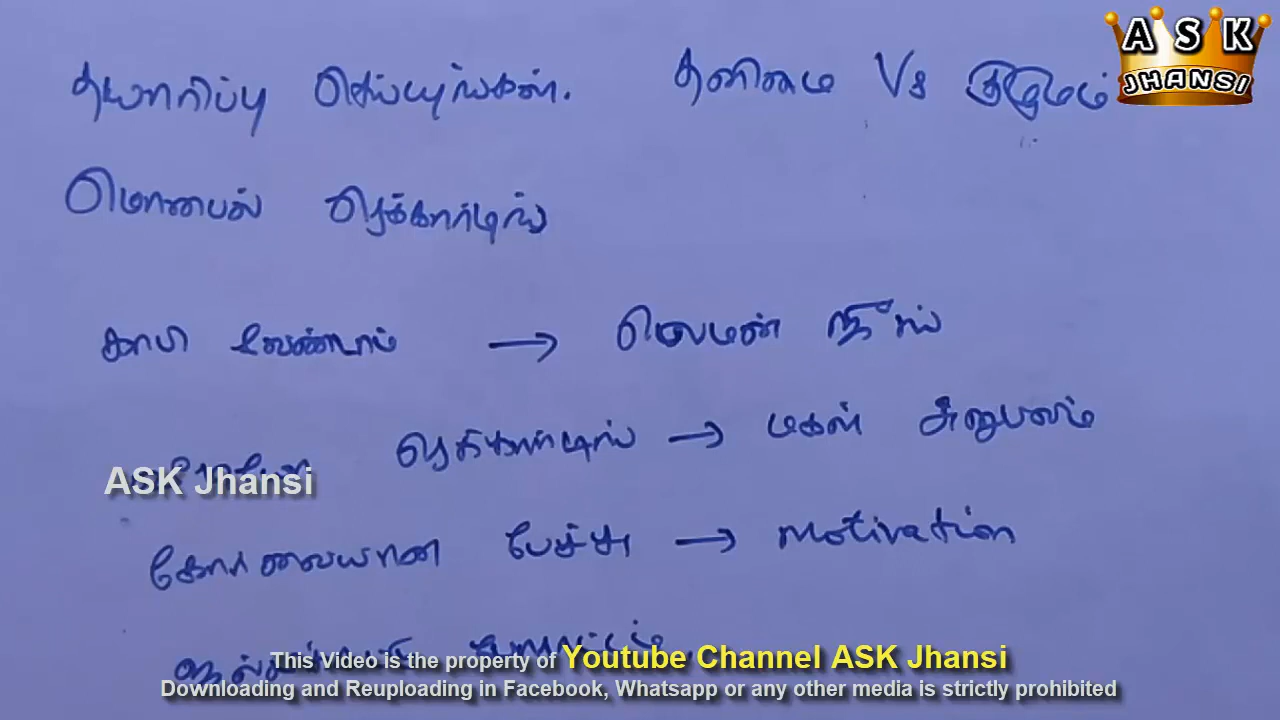 ASK
JHANSI
தயாரிப்பு செய்யுங்கள். தனிமை Vs குழுமம்
மொபைல் ரெக்கார்டிங்
காபி வேண்டாம் → லெமன் ஜீஸ்
ரெக்கார்டிங் → மகள் அனுபவம்
ASK Jhansi
கோர்வையான பேச்சு → motivation
This Video is the property of Youtube Channel ASK Jhansi
Downloading and Reuploading in Facebook, Whatsapp or any other media is strictly prohibited